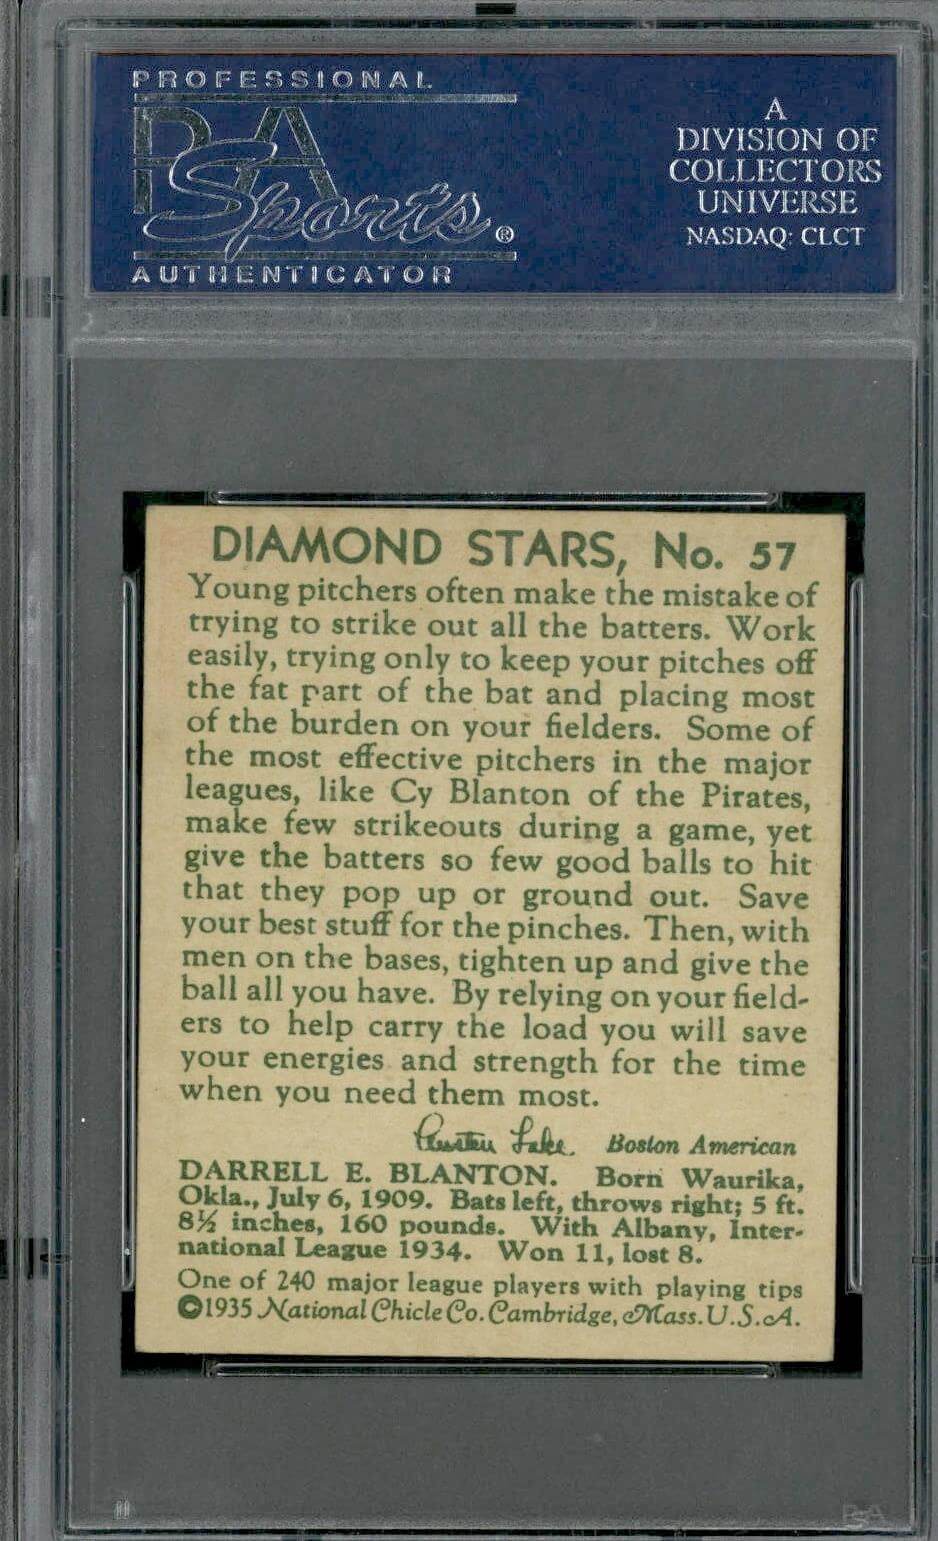 PROFESSIONAL
PSA
Sports®
AUTHENTICATOR
A
DIVISION OF
COLLECTORS
UNIVERSE
NASDAQ: CLCT
DIAMOND STARS, No. 57
Young pitchers often make the mistake of
trying to strike out all the batters. Work
easily, trying only to keep your pitches off
the fat part of the bat and placing most
of the burden on your fielders. Some of
the most effective pitchers in the major
leagues, like Cy Blanton of the Pirates,
make few strikeouts during a game, yet
give the batters so few good balls to hit
that they pop up or ground out. Save
your best stuff for the pinches. Then, with
men on the bases, tighten up and give the
ball all you have. By relying on your field-
ers to help carry the load you will save
your energies and strength for the time
when you need them most.
Austen Lake. Boston American
DARRELL E. BLANTON. Born Waurika,
Okla., July 6, 1909. Bats left, throws right; 5 ft.
8½ inches, 160 pounds. With Albany, Inter-
national League 1934. Won 11, lost 8.
One of 240 major league players with playing tips
©1935 National Chicle Co. Cambridge, Mass. U.S.A.
PSA